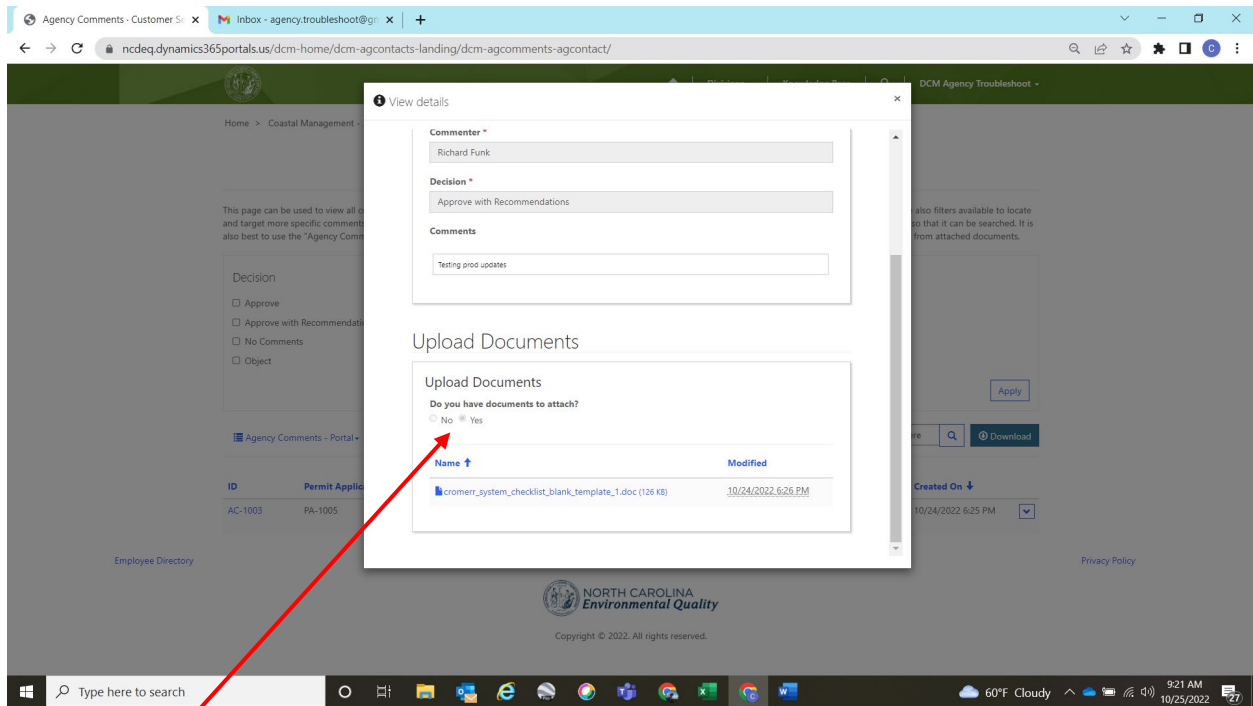 Agency Comments · Customer Se
Inbox - agency.troubleshoot@gm
ncdeq.dynamics365portals.us/dcm-home/dcm-agcontacts-landing/dcm-agcomments-agcontact/
C
DCM Agency Troubleshoot
View details
Home > Coastal Management -
Commenter *
Richard Funk
Decision *
Approve with Recommendations
This page can be used to view all
also filters available to locate
and target more specific comment
so that it can be searched. It is
also best to use the "Agency Comm
from attached documents.
Comments
Testing prod updates
Decision
Approve
Approve with Recommendati
No Comments
Object
Upload Documents
Upload Documents
Do you have documents to attach?
No Yes
Apply
Agency Comments - Portal
ere
Download
Name Modified
ID Permit Applic Created On
cromerr_system_checklist_blank_template_1.doc (126 KB) 10/24/2022 6:26 PM
AC-1003 PA-1005 10/24/2022 6:25 PM
Employee Directory
Privacy Policy
NORTH CAROLINA
Environmental Quality
Copyright © 2022. All rights reserved.
Type here to search
60°F Cloudy
9:21 AM
10/25/2022
27